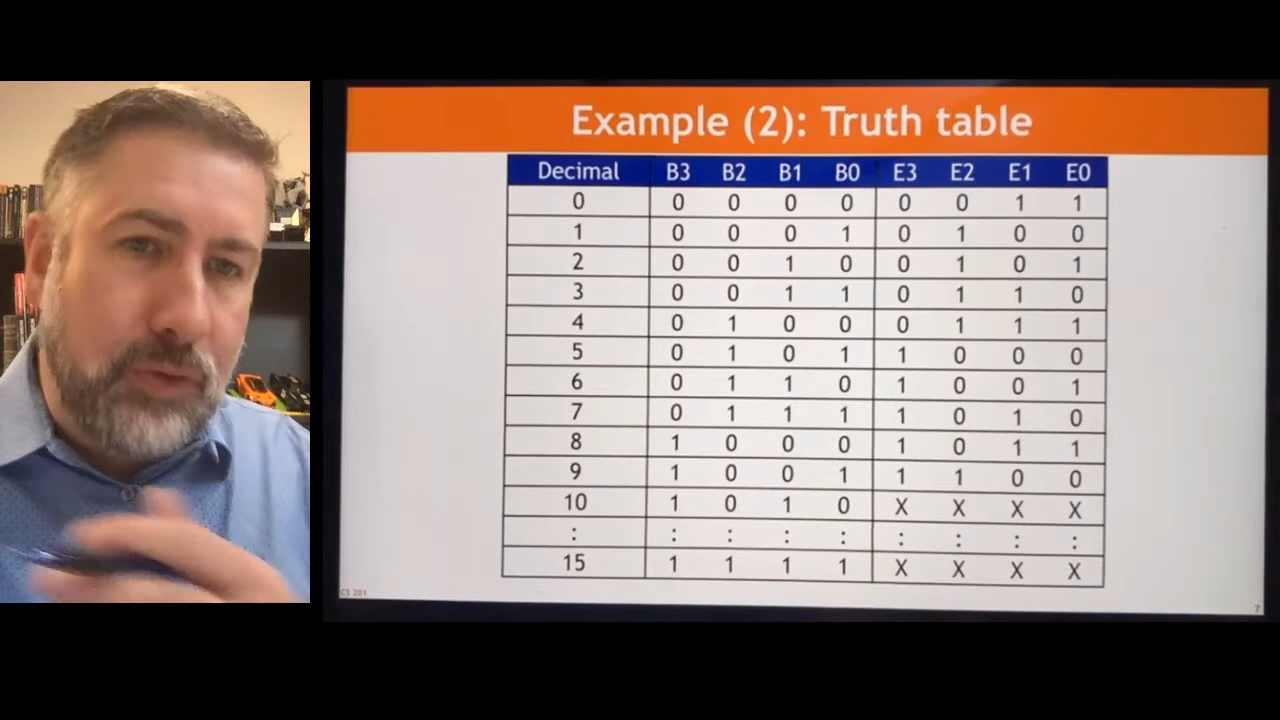 Example (2): Truth table
Decimal B3 B2 B1 B0 E3 E2 E1 E0
0 0 0 0 0 0 0 1 1
1 0 0 0 1 0 1 0 0
2 0 0 1 0 0 1 0 1
3 0 0 1 1 0 1 1 0
4 0 1 0 0 0 1 1 1
5 0 1 0 1 1 0 0 0
6 0 1 1 0 1 0 0 1
7 0 1 1 1 1 0 1 0
8 1 0 0 0 1 0 1 1
9 1 0 0 1 1 1 0 0
10 1 0 1 0 X X X X
: : : : : : : : :
15 1 1 1 1 X X X X
CS 201
7